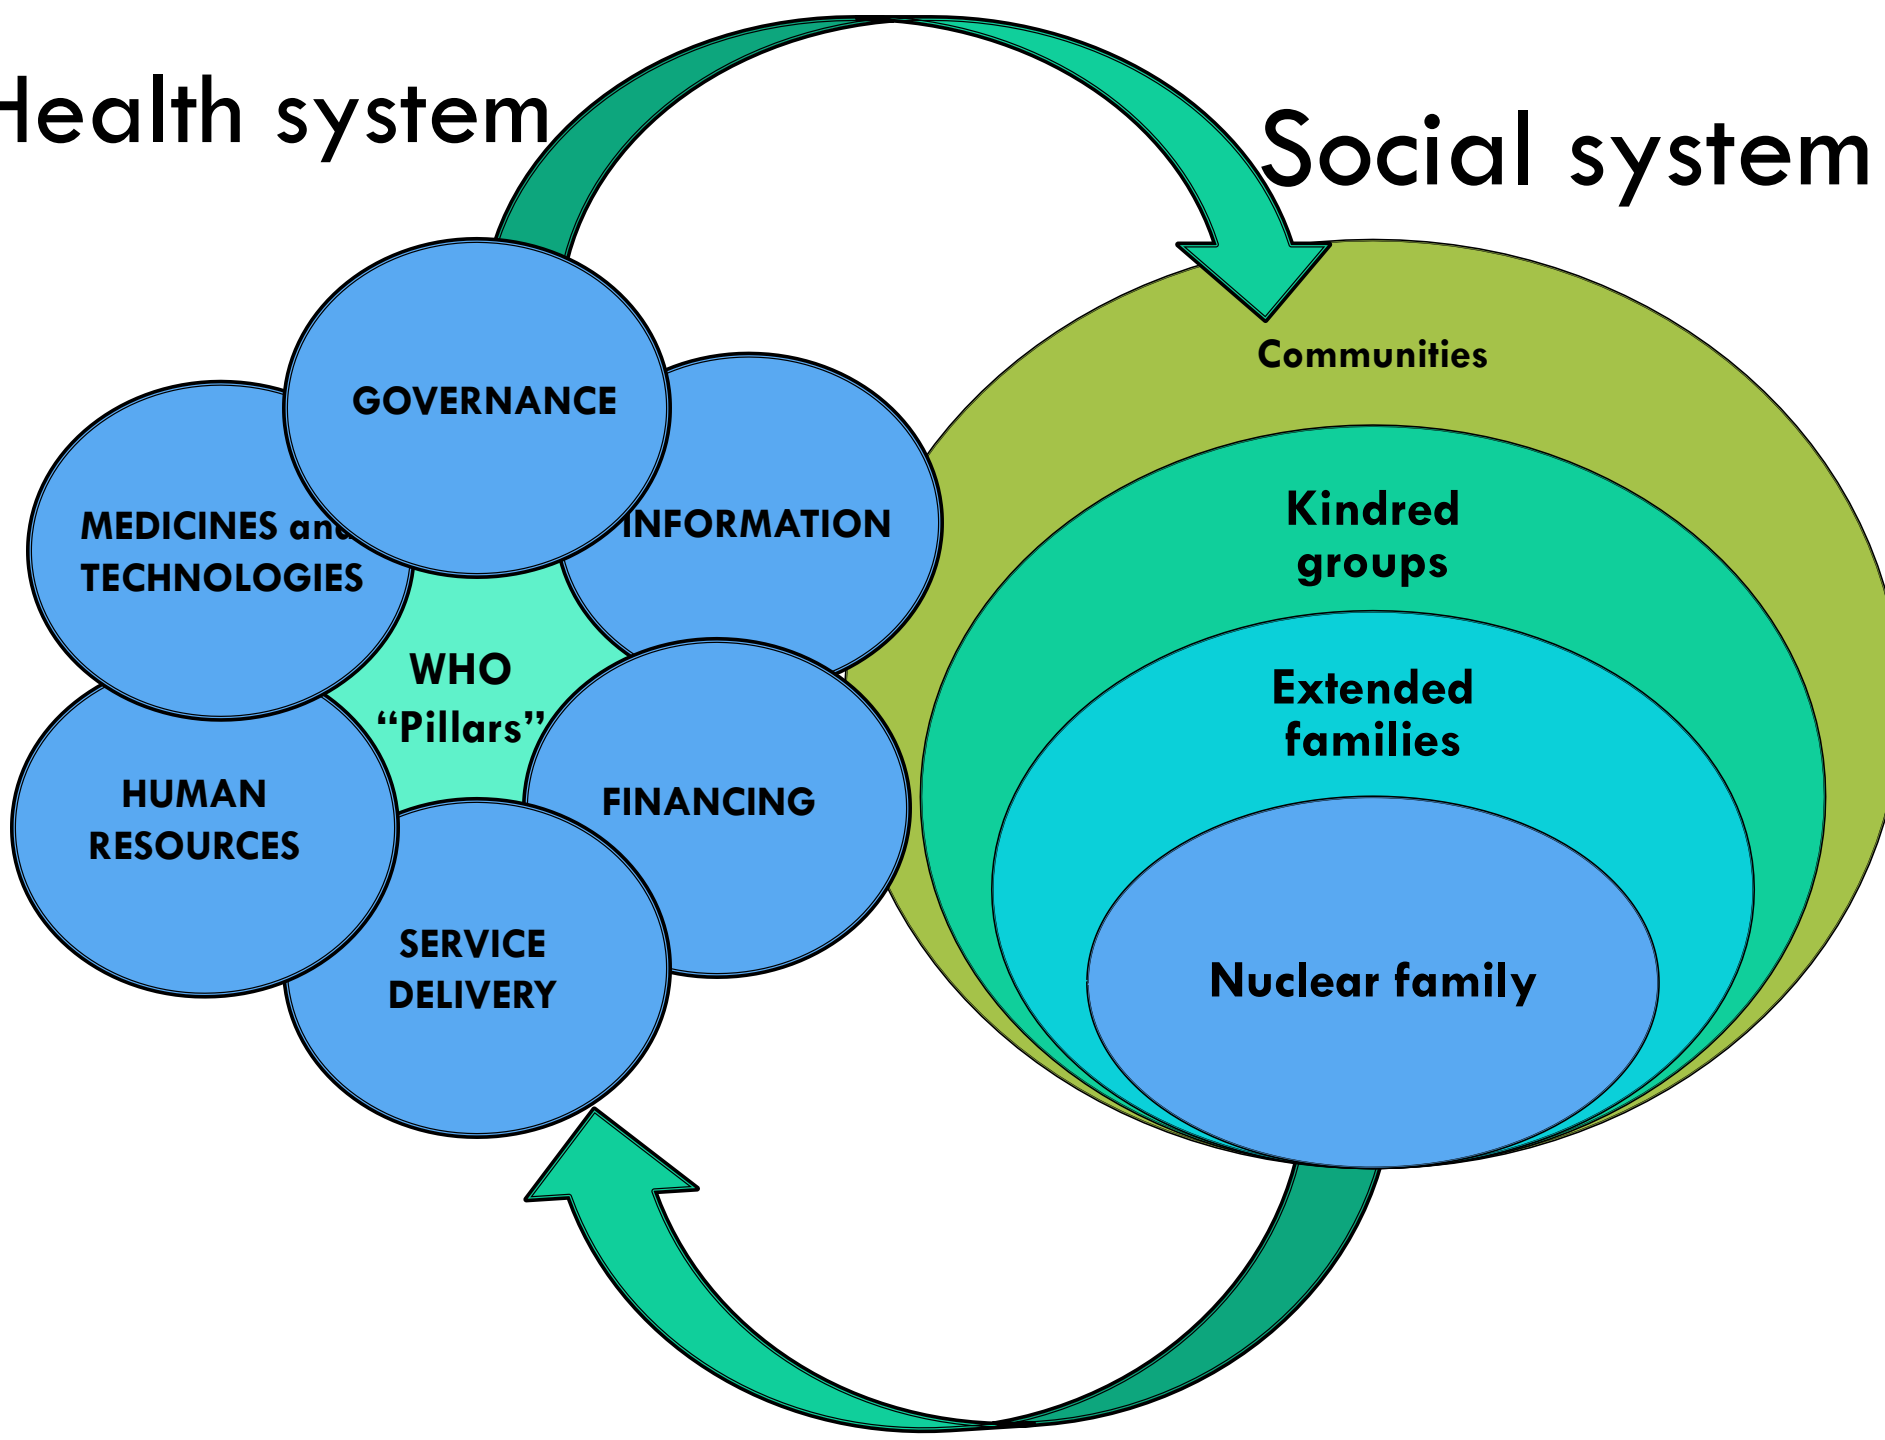 Health system
Social system
GOVERNANCE
MEDICINES and
TECHNOLOGIES
INFORMATION
WHO
“Pillars”
HUMAN
RESOURCES
FINANCING
SERVICE
DELIVERY
Communities
Kindred
groups
Extended
families
Nuclear family